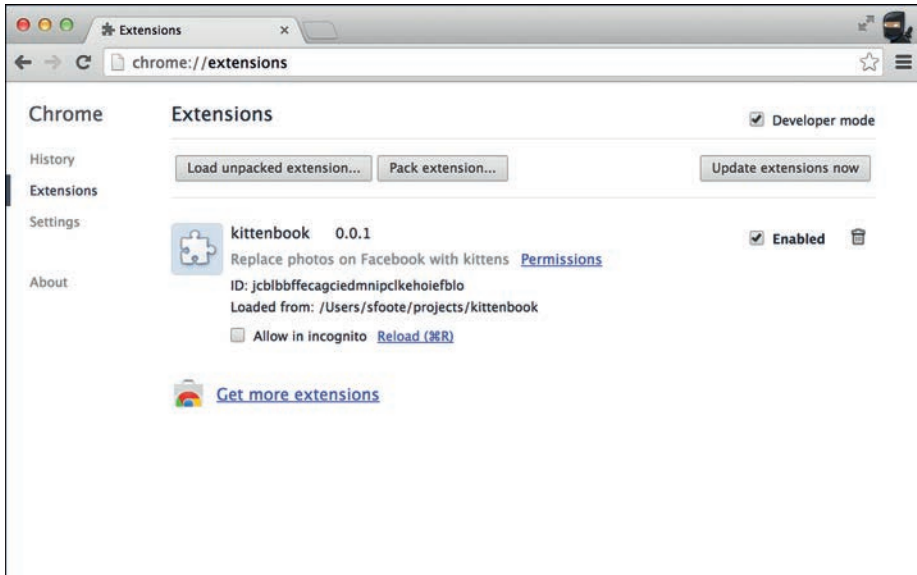 Extensions
chrome://extensions
Chrome
Extensions
Developer mode
History
Extensions
Settings
About
Load unpacked extension... Pack extension... Update extensions now
kittenbook 0.0.1 Enabled
Replace photos on Facebook with kittens Permissions
ID: jcblbbffecagciedmnipclkehoiefblo
Loaded from: /Users/sfoote/projects/kittenbook
Allow in incognito Reload (⌘R)
Get more extensions